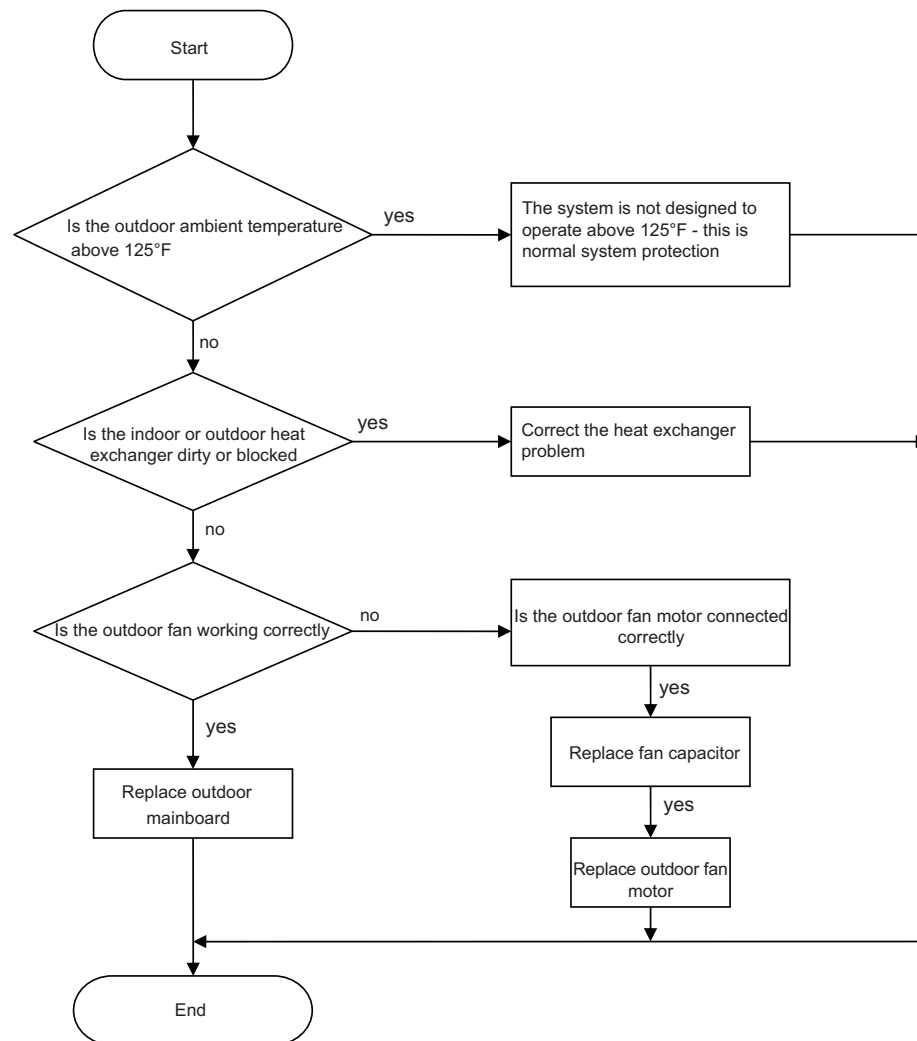 Start
Is the outdoor ambient temperature
above 125°F
yes
The system is not designed to
operate above 125°F - this is
normal system protection
no
Is the indoor or outdoor heat
exchanger dirty or blocked
yes
Correct the heat exchanger
problem
no
Is the outdoor fan working correctly
no
Is the outdoor fan motor connected
correctly
yes
yes
Replace fan capacitor
Replace outdoor
mainboard
yes
Replace outdoor fan
motor
End